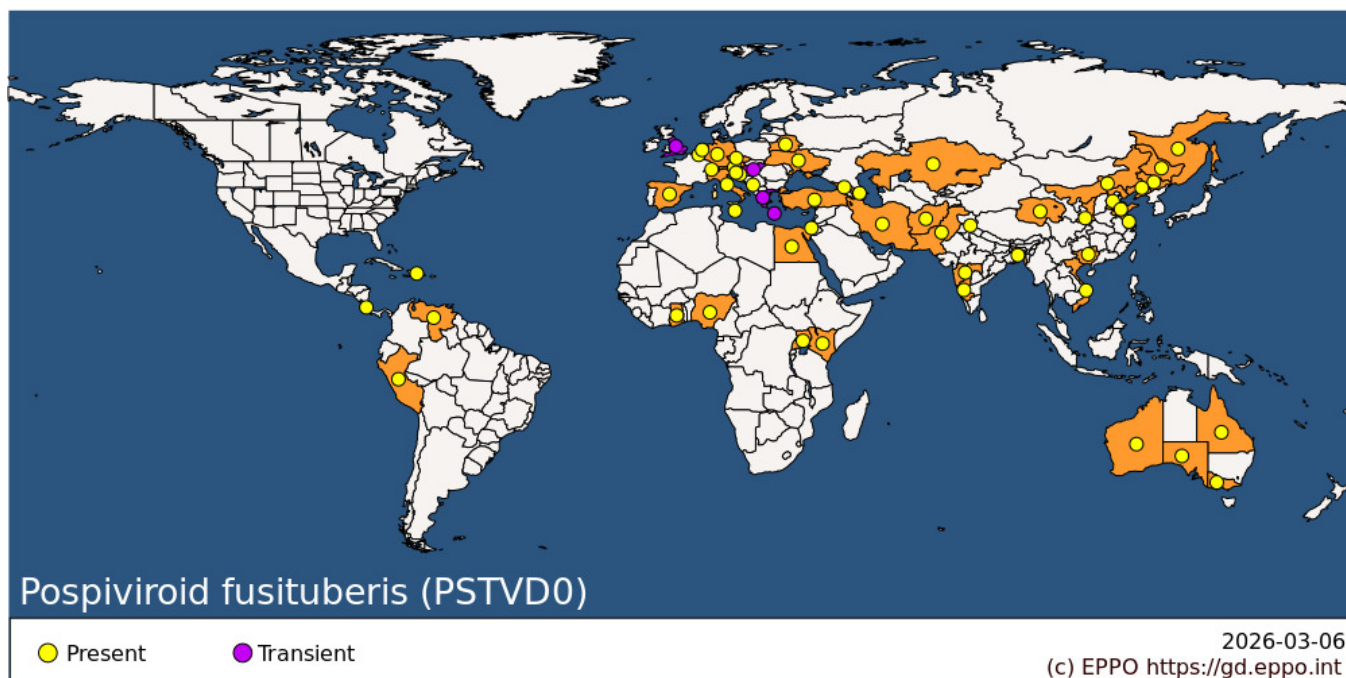 Pospiviroid fusituberis (PSTVD0)
Present
Transient
2026-03-06
(c) EPPO https://gd.eppo.int